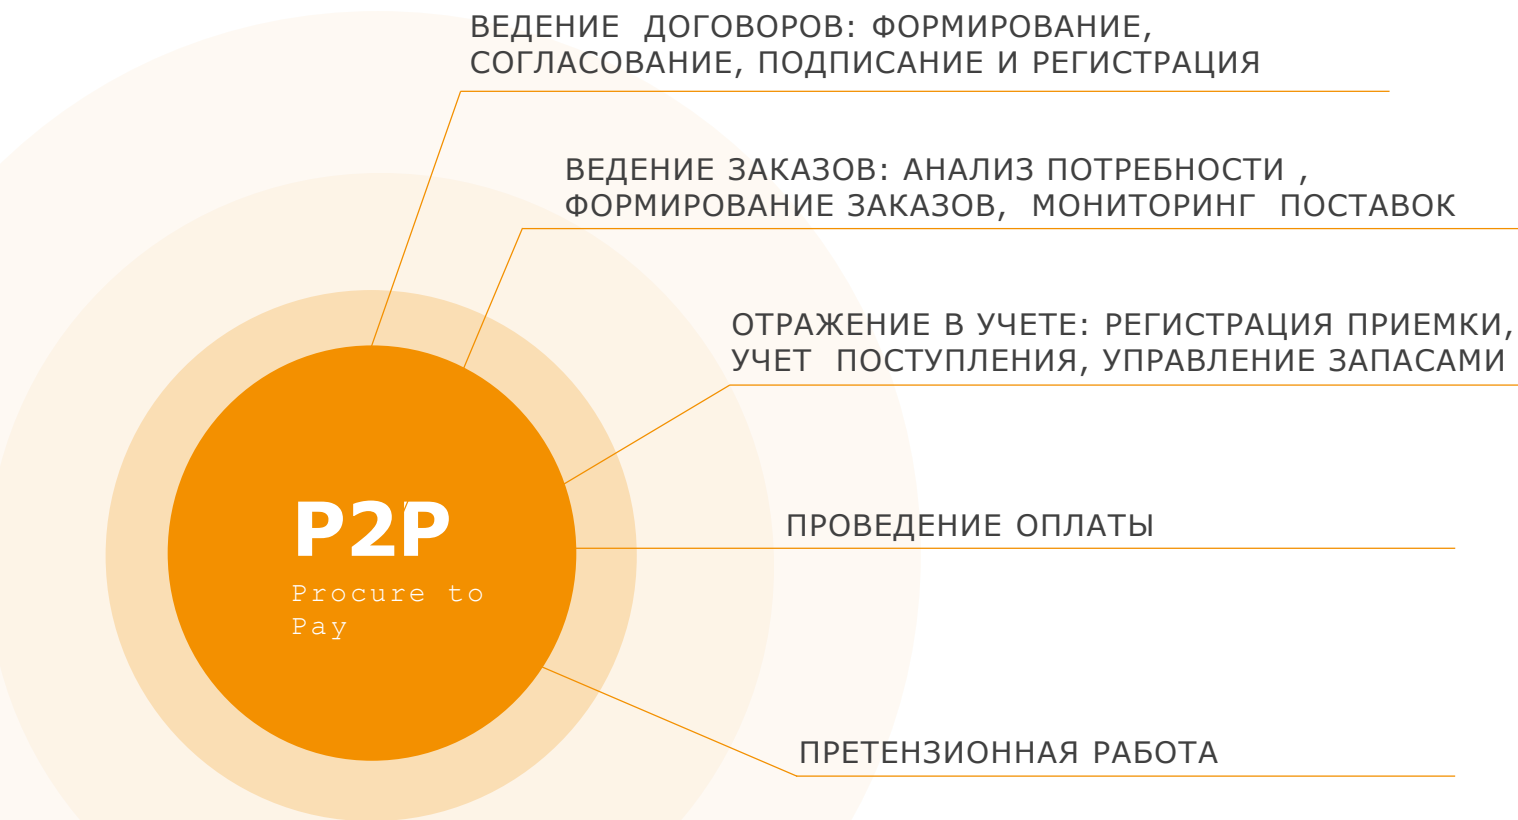 ВЕДЕНИЕ ДОГОВОРОВ: ФОРМИРОВАНИЕ,
СОГЛАСОВАНИЕ, ПОДПИСАНИЕ И РЕГИСТРАЦИЯ
ВЕДЕНИЕ ЗАКАЗОВ: АНАЛИЗ ПОТРЕБНОСТИ ,
ФОРМИРОВАНИЕ ЗАКАЗОВ, МОНИТОРИНГ ПОСТАВОК
ОТРАЖЕНИЕ В УЧЕТЕ: РЕГИСТРАЦИЯ ПРИЕМКИ,
УЧЕТ ПОСТУПЛЕНИЯ, УПРАВЛЕНИЕ ЗАПАСАМИ
P2P
Procure to
Pay
ПРОВЕДЕНИЕ ОПЛАТЫ
ПРЕТЕНЗИОННАЯ РАБОТА